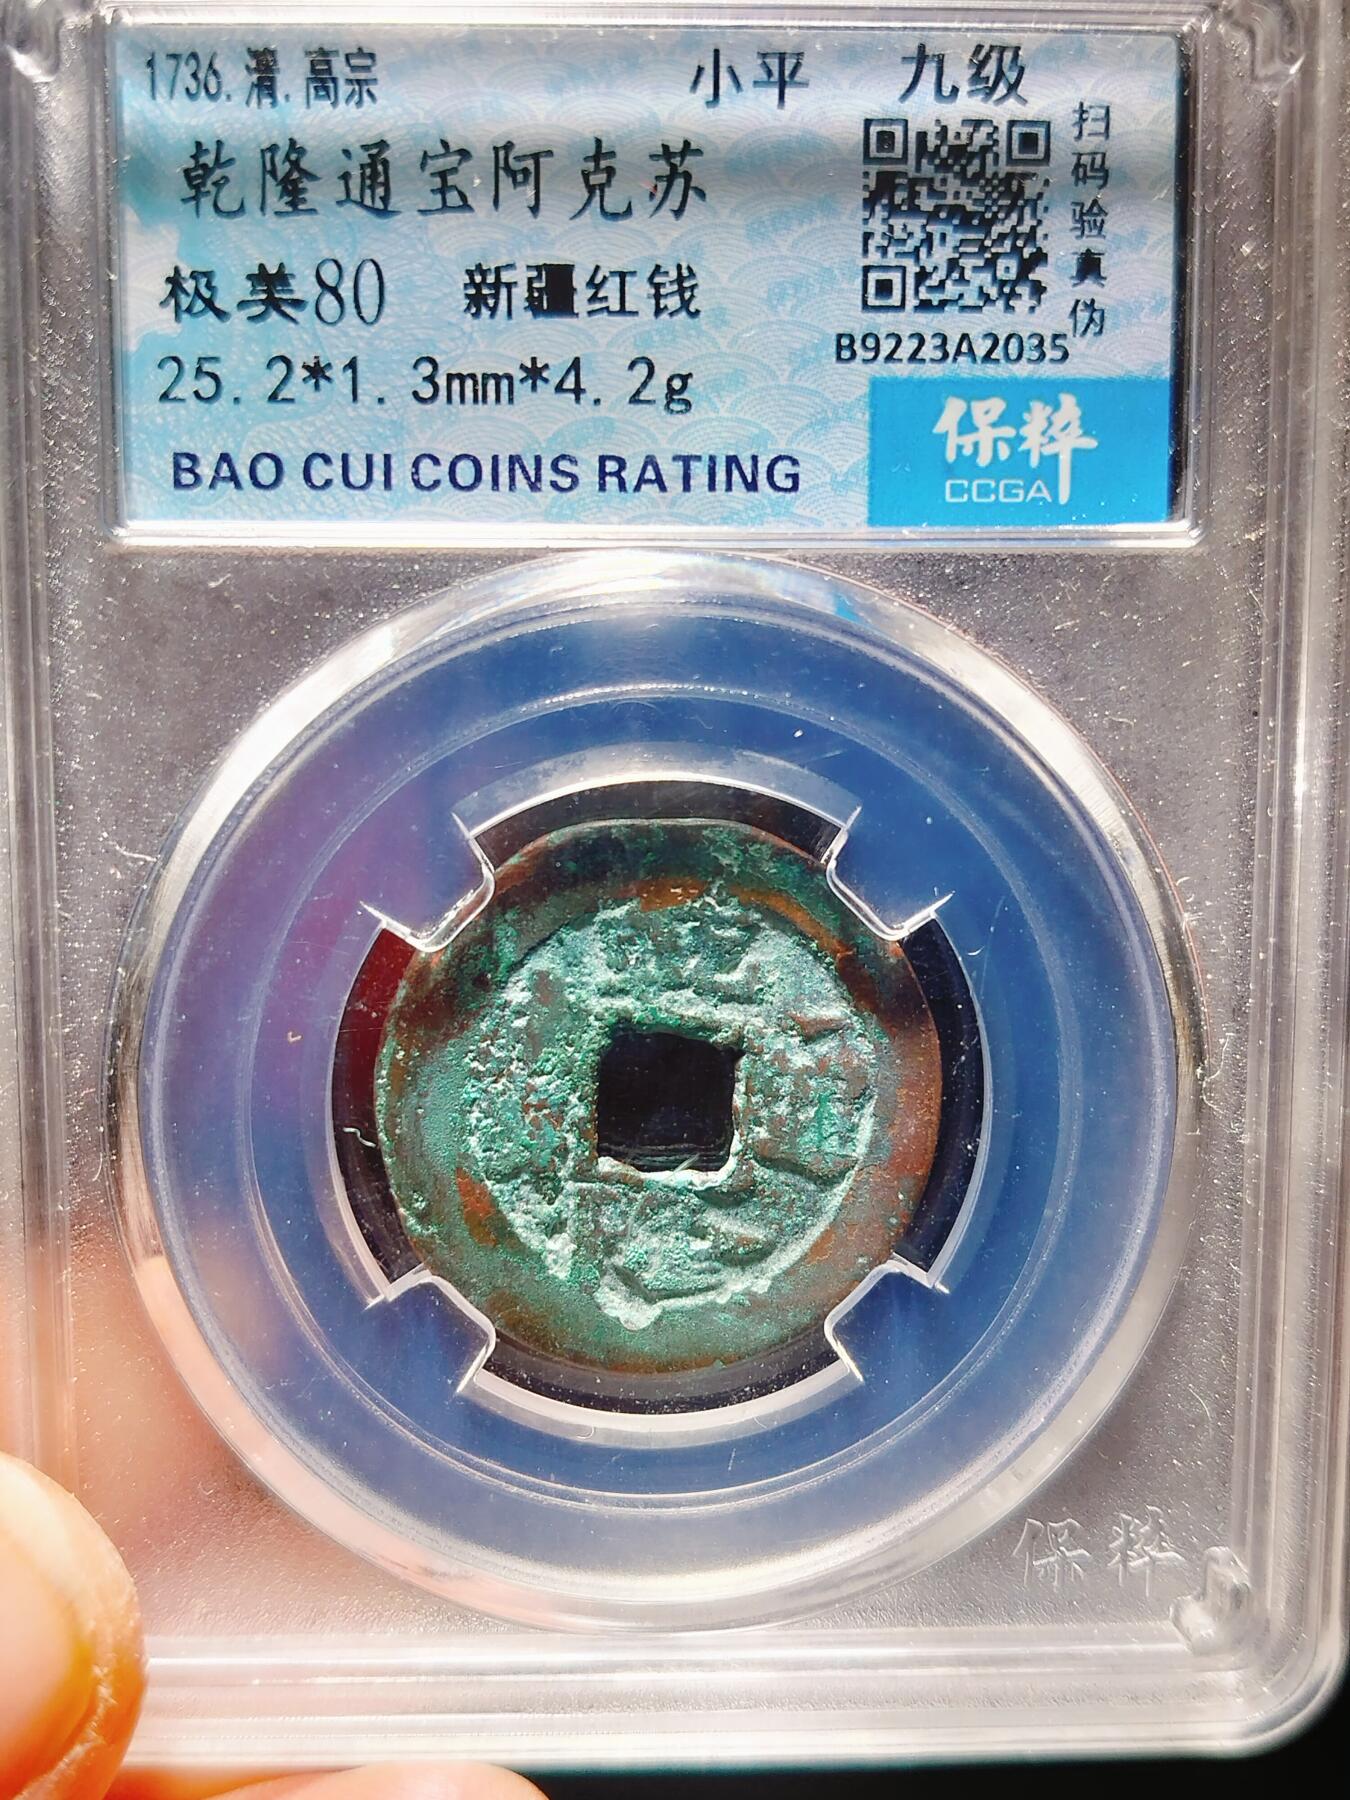 1736.清.高宗 小平 九级
乾隆通宝阿克苏
极美80 新疆红钱
25.2*1.3mm*4.2g
BAO CUI COINS RATING
扫码验真伪
B9223A2035
保粹
CCGA
保粹